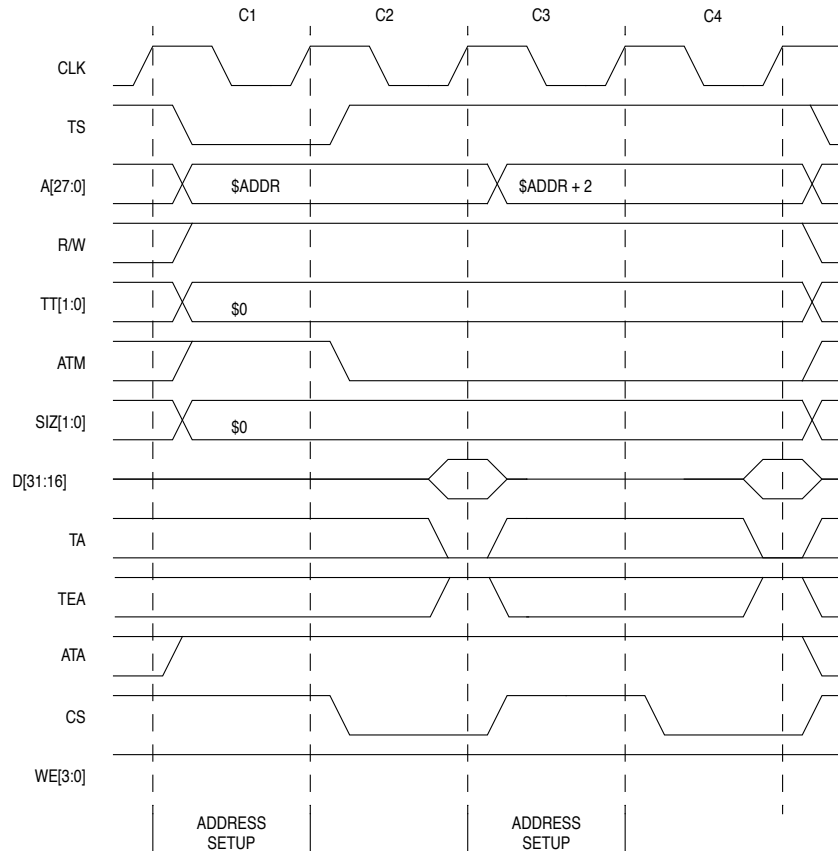 C1 C2 C3 C4
CLK
TS
A[27:0] $ADDR $ADDR + 2
R/W
TT[1:0] $0
ATM
SIZ[1:0] $0
D[31:16]
TA
TEA
ATA
CS
WE[3:0]
ADDRESS ADDRESS
SETUP SETUP